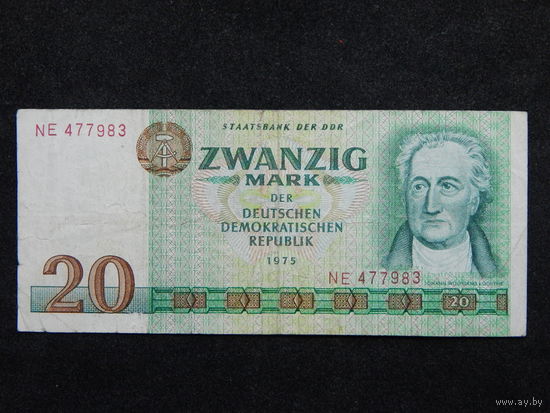 NE 477983
STAATSBANK DER DDR
ZWANZIG
MARK
DER
DEUTSCHEN
DEMOKRATISCHEN
REPUBLIK
1975
NE 477983
JOHANN WOLFGANG v. GOETHE
20
20
www.ay.by